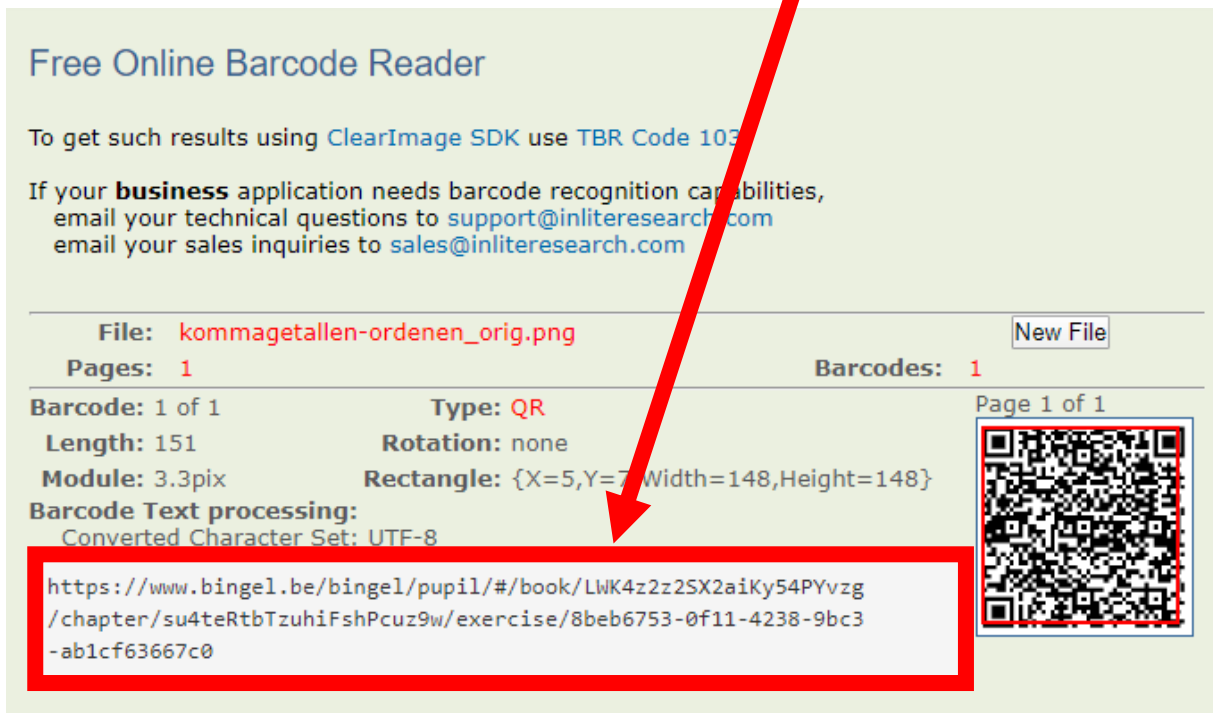 Free Online Barcode Reader
To get such results using ClearImage SDK use TBR Code 103
If your business application needs barcode recognition capabilities,
email your technical questions to support@inliteresearch.com
email your sales inquiries to sales@inliteresearch.com
File: kommagetallen-ordenen_orig.png New File
Pages: 1 Barcodes: 1
Barcode: 1 of 1 Type: QR Page 1 of 1
Length: 151 Rotation: none
Module: 3.3pix Rectangle: {X=5,Y=7,Width=148,Height=148}
Barcode Text processing:
Converted Character Set: UTF-8
https://www.bingel.be/bingel/pupil/#/book/LWK4z2z2SX2aiKy54PYvzg
/chapter/su4teRtbTzuhiFshPcuz9w/exercise/8beb6753-0f11-4238-9bc3
-ab1cf63667c0